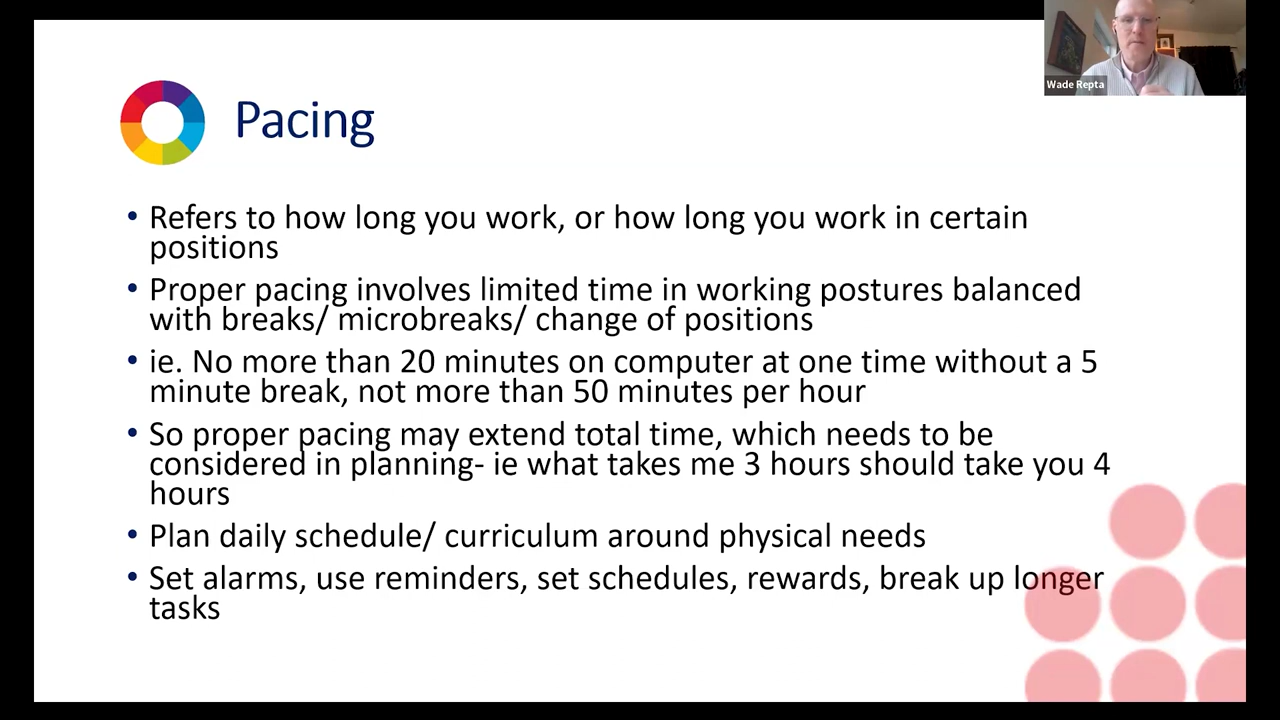 Wade Repta
Pacing
• Refers to how long you work, or how long you work in certain
positions
• Proper pacing involves limited time in working postures balanced
with breaks/ microbreaks/ change of positions
• ie. No more than 20 minutes on computer at one time without a 5
minute break, not more than 50 minutes per hour
• So proper pacing may extend total time, which needs to be
considered in planning- ie what takes me 3 hours should take you 4
hours
• Plan daily schedule/ curriculum around physical needs
• Set alarms, use reminders, set schedules, rewards, break up longer
tasks